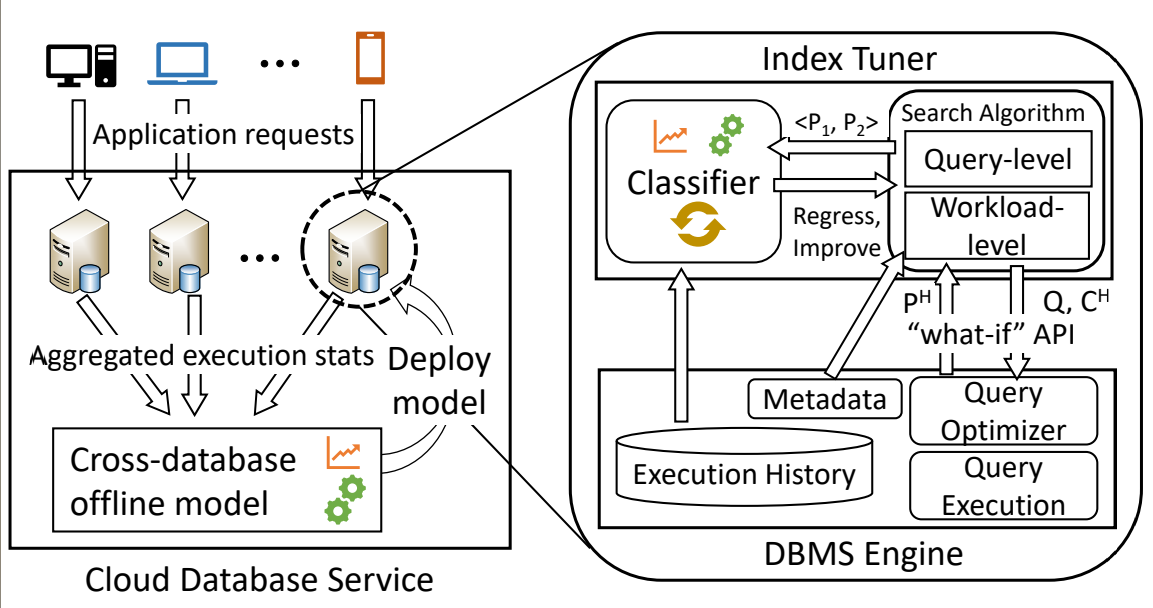 Application requests
Aggregated execution stats
Deploy
model
Cross-database
offline model
Cloud Database Service
Index Tuner
Classifier
<P₁, P₂>
Regress,
Improve
Search Algorithm
Query-level
Workload-
level
Pᴴ
Q, Cᴴ
“what-if” API
Metadata
Execution History
Query
Optimizer
Query
Execution
DBMS Engine